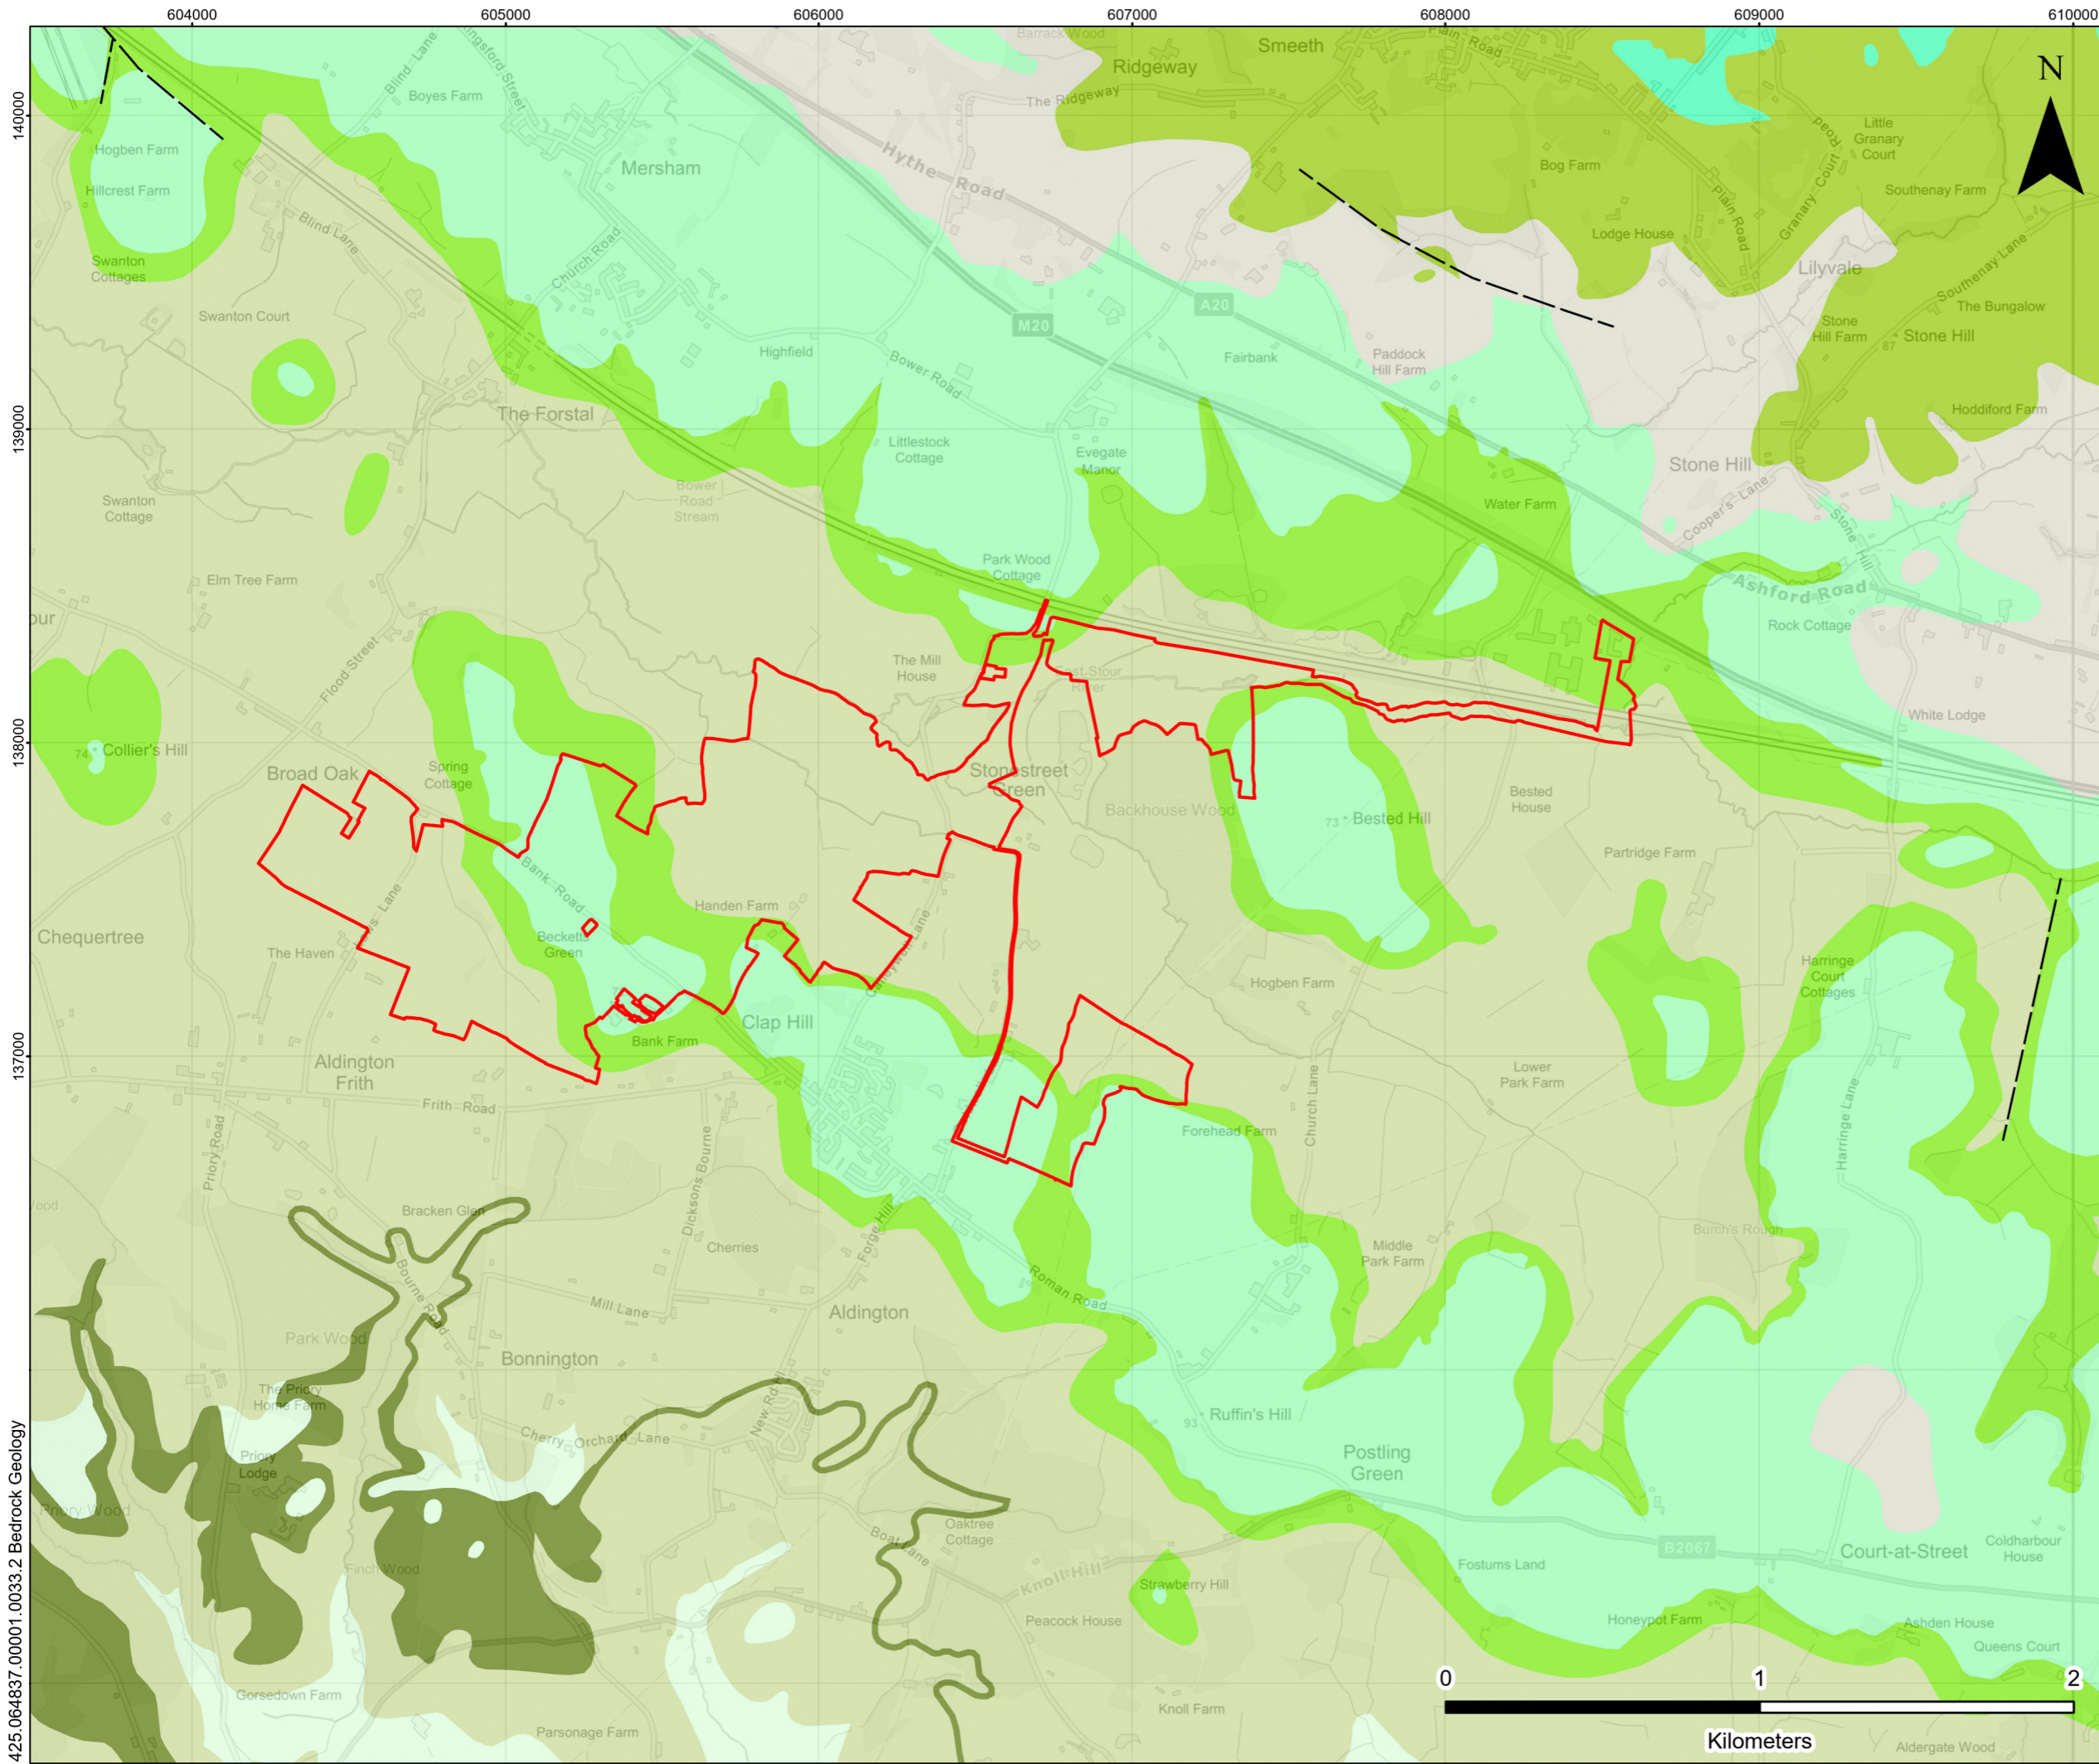 604000
605000
606000
607000
608000
609000
610000
140000
139000
138000
137000
425.064837.00001.0033.2 Bedrock Geology
N
Barrack Wood
Smeeth
Plain Road
Ridgeway
The Ridgeway
Blind Lane
Kingsford Street
Boyes Farm
Hogben Farm
Hillcrest Farm
Mersham
Hythe Road
Bog Farm
Little
Granary
Court
Granary Court Road
Southenay Farm
Plain Road
Lodge House
Southenay Lane
Lilyvale
Blind Lane
Church Road
Swanton
Cottages
Swanton Court
A20
M20
The Bungalow
Stone
Hill Farm
87
Stone Hill
Highfield
Bower Road
Fairbank
Paddock
Hill Farm
The Forstal
Hoddiford Farm
Littlestock
Cottage
Evegate
Manor
Stone Hill
Swanton
Cottage
Bower
Road
Stream
Water Farm
Cooper's Lane
Stone Hill
Park Wood
Cottage
Elm Tree Farm
Ashford Road
our
Rock Cottage
Flood Street
The Mill
House
East Stour
River
White Lodge
74
Collier's Hill
Broad Oak
Spring
Cottage
Stonestreet
Green
Backhouse Wood
73
Bested Hill
Bested
House
Partridge Farm
Bank Road
Handen Farm
Laws Lane
Becketts
Green
Calleywell Lane
Chequertree
The Haven
Hogben Farm
Harringe
Court
Cottages
Clap Hill
Bank Farm
Aldington
Frith
Frith Road
Lower
Park Farm
Church Lane
Harringe Lane
Priory Road
Dicksons Bourne
Forehead Farm
Bracken Glen
Forge Hill
Cherries
Middle
Park Farm
Burch's Rough
Bourne Road
Roman Road
Mill Lane
Aldington
Park Wood
Bonnington
The Priory
Home Farm
New Rd Hill
Cherry Orchard Lane
93
Ruffin's Hill
Postling
Green
Priory
Lodge
Priory Wood
Oaktree
Cottage
Boat Lane
B2067
Court-at-Street
Coldharbour
House
Finch Wood
Knoll Hill
Strawberry Hill
Fostums Land
Peacock House
Honeypot Farm
Ashden House
Queens Court
Gorsedown Farm
Knoll Farm
Parsonage Farm
Aldergate Wood
0
1
2
Kilometers